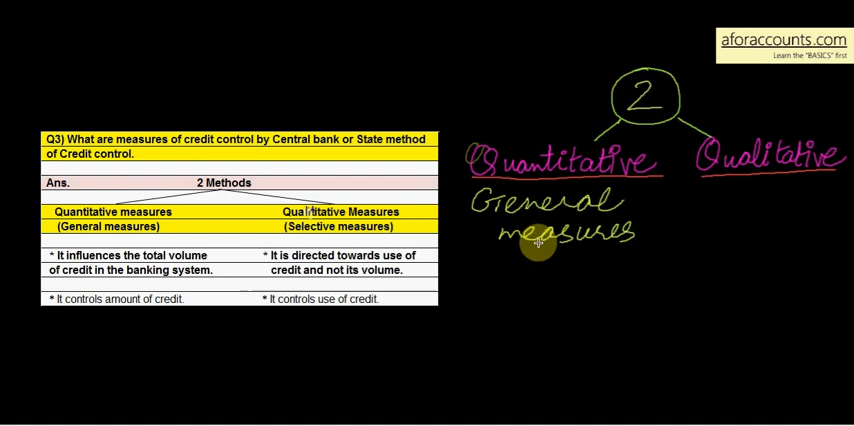 aforaccounts.com
Learn the "BASICS" first
Q3) What are measures of credit control by Central bank or State method
of Credit control.
Ans. 2 Methods
Quantitative measures Qualitative Measures
(General measures) (Selective measures)
* It influences the total volume * It is directed towards use of
of credit in the banking system. credit and not its volume.
* It controls amount of credit. * It controls use of credit.
2
Quantitative Qualitative
General
measures